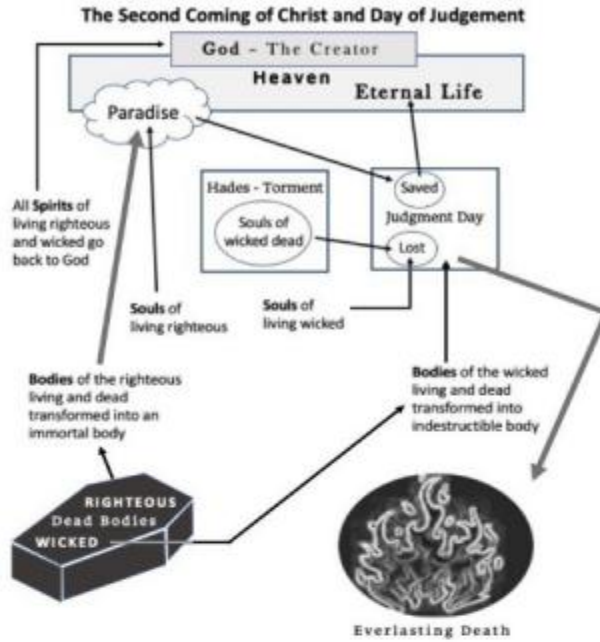 The Second Coming of Christ and Day of Judgement
God – The Creator
Heaven
Eternal Life
Paradise
All Spirits of
living righteous
and wicked go
back to God
Hades - Torment
Souls of
wicked dead
Saved
Judgment Day
Lost
Souls of
living righteous
Souls of
living wicked
Bodies of the righteous
living and dead
transformed into an
immortal body
Bodies of the wicked
living and dead
transformed into
indestructible body
RIGHTEOUS
Dead Bodies
WICKED
Everlasting Death